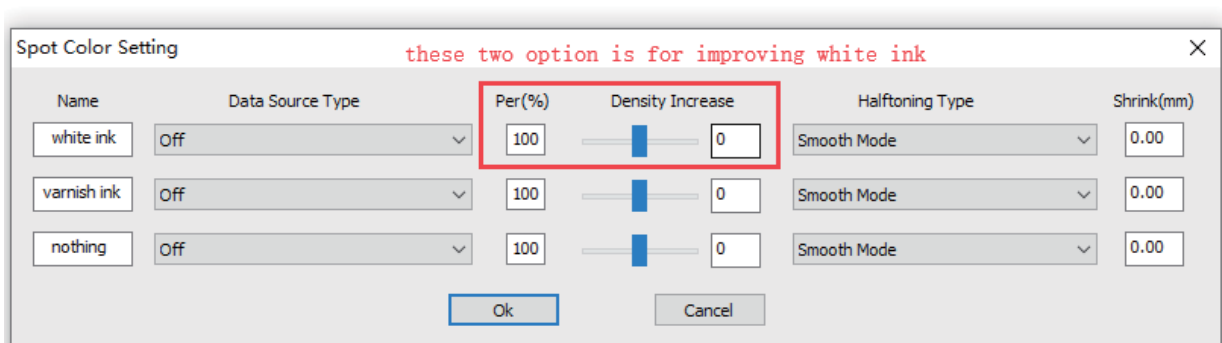 Spot Color Setting
these two option is for improving white ink
Name Data Source Type Per(%) Density Increase Halftoning Type Shrink(mm)
white ink Off 100 0 Smooth Mode 0.00
varnish ink Off 100 0 Smooth Mode 0.00
nothing Off 100 0 Smooth Mode 0.00
Ok Cancel